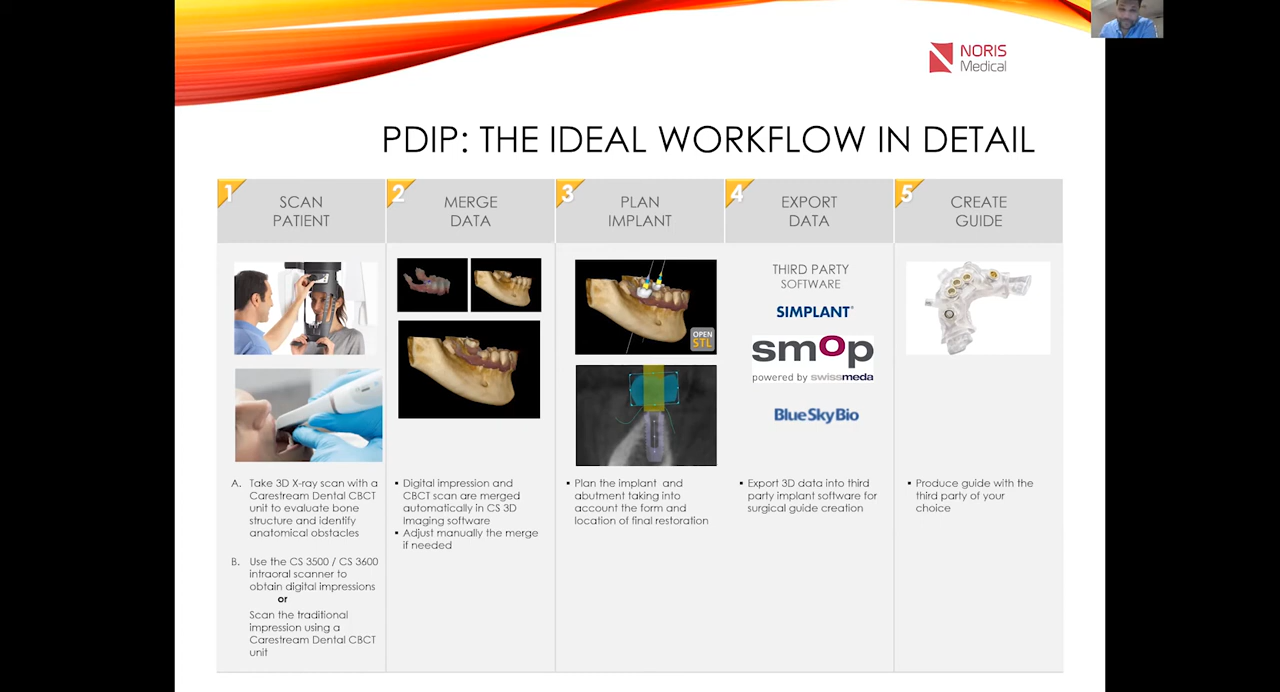 NORIS
Medical
PDIP: THE IDEAL WORKFLOW IN DETAIL
1
SCAN
PATIENT
2
MERGE
DATA
3
PLAN
IMPLANT
4
EXPORT
DATA
5
CREATE
GUIDE
OPEN
STL
THIRD PARTY
SOFTWARE
SIMPLANT®
smop
powered by swissmeda
BlueSkyBio
A. Take 3D X-ray scan with a
Carestream Dental CBCT
unit to evaluate bone
structure and identify
anatomical obstacles
B. Use the CS 3500 / CS 3600
intraoral scanner to
obtain digital impressions
or
Scan the traditional
impression using a
Carestream Dental CBCT
unit
▪ Digital impression and
CBCT scan are merged
automatically in CS 3D
Imaging software
▪ Adjust manually the merge
if needed
▪ Plan the implant and
abutment taking into
account the form and
location of final restoration
▪ Export 3D data into third
party implant software for
surgical guide creation
▪ Produce guide with the
third party of your
choice